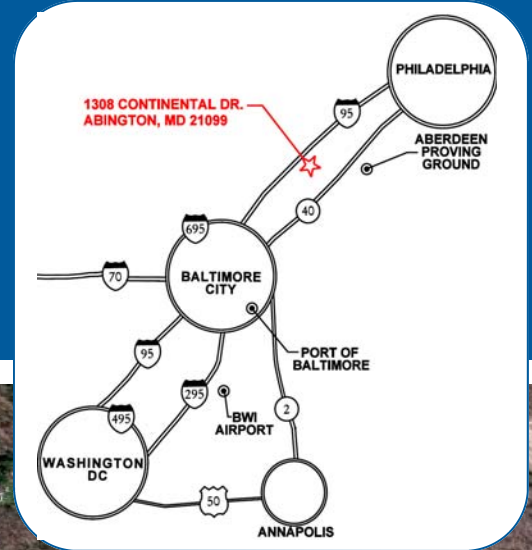 PHILADELPHIA
1308 CONTINENTAL DR.
ABINGTON, MD 21099
95
ABERDEEN
PROVING
GROUND
40
695
BALTIMORE
CITY
70
PORT OF
BALTIMORE
95
295
BWI
AIRPORT
2
495
WASHINGTON
DC
50
ANNAPOLIS